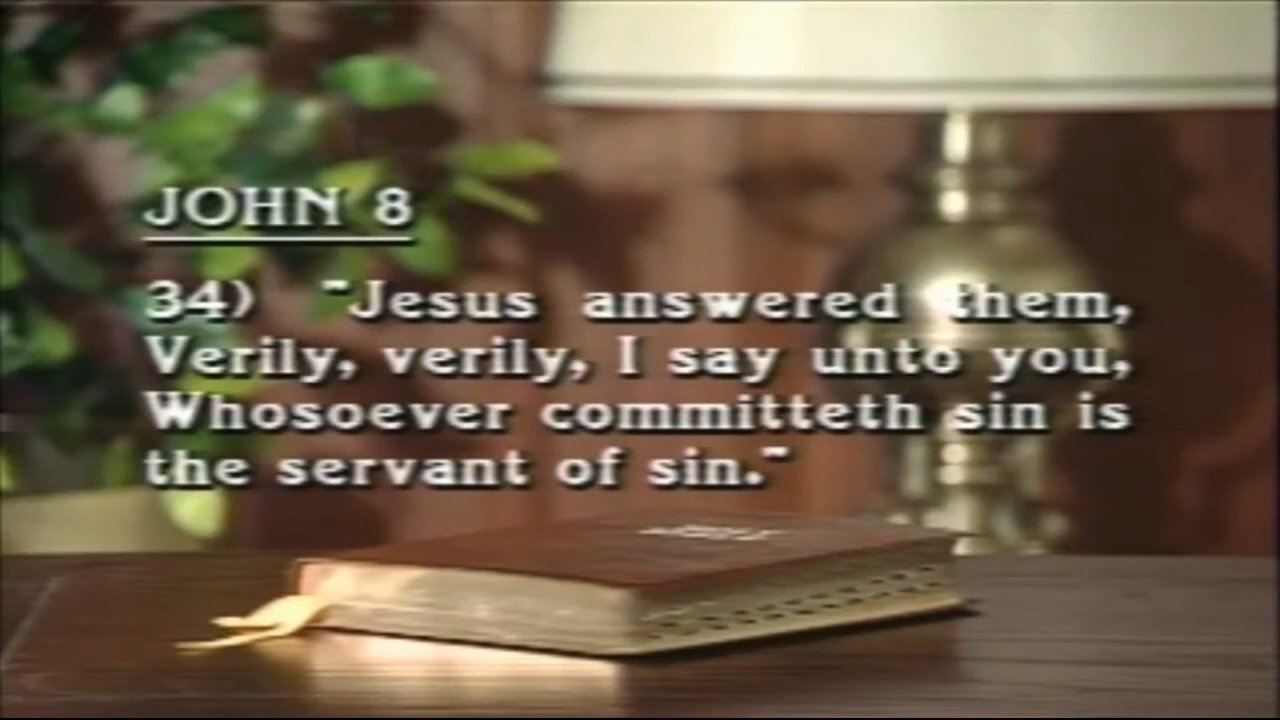 JOHN 8
34) "Jesus answered them,
Verily, verily, I say unto you,
Whosoever committeth sin is
the servant of sin."